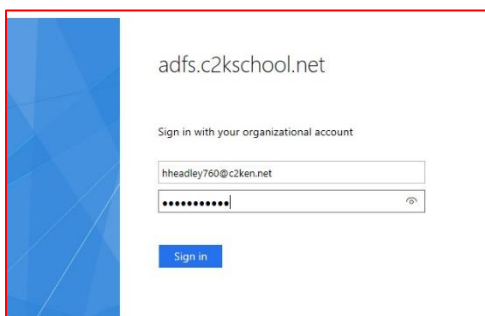 adfs.c2kschool.net
Sign in with your organizational account
hheadley760@c2ken.net
•••••••••••
Sign in